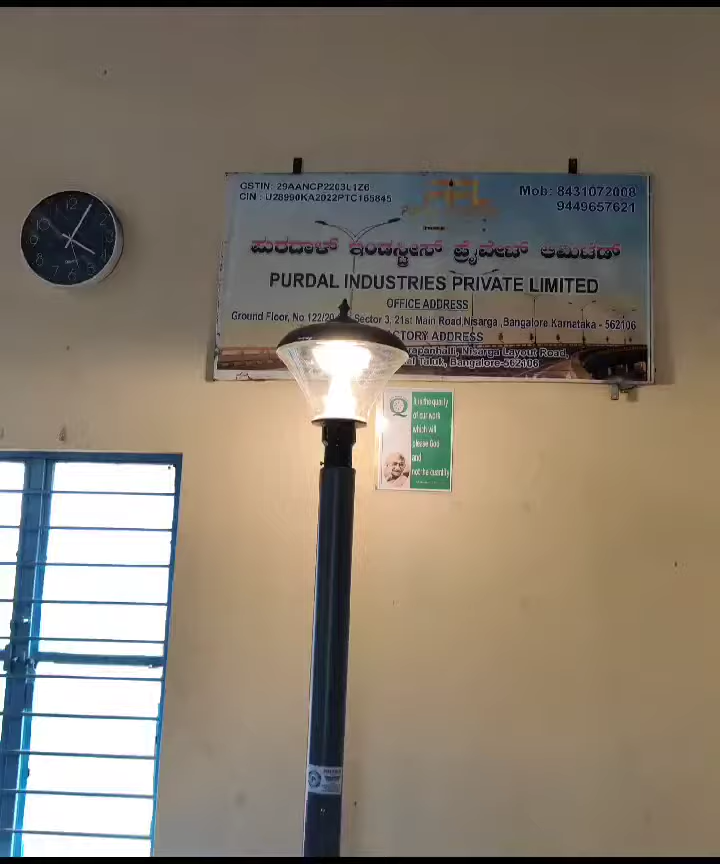 GSTIN: 29AANCP2203L1Z6
CIN : U28990KA2022PTC165845
Mob: 8431072008
9449657621
ಪುರದಾಳ್ ಇಂಡಸ್ಟ್ರೀಸ್ ಪ್ರೈವೇಟ್ ಲಿಮಿಟೆಡ್
PURDAL INDUSTRIES PRIVATE LIMITED
OFFICE ADDRESS
Ground Floor, No 122/20 Sector 3, 21st Main Road,Nisarga ,Bangalore Karnataka - 562106
ADDRESS
Nisarga Layout Road,
Taluk, Bangalore-562106
12
It is the quality
of our work
which will
please God
and
not the quantity